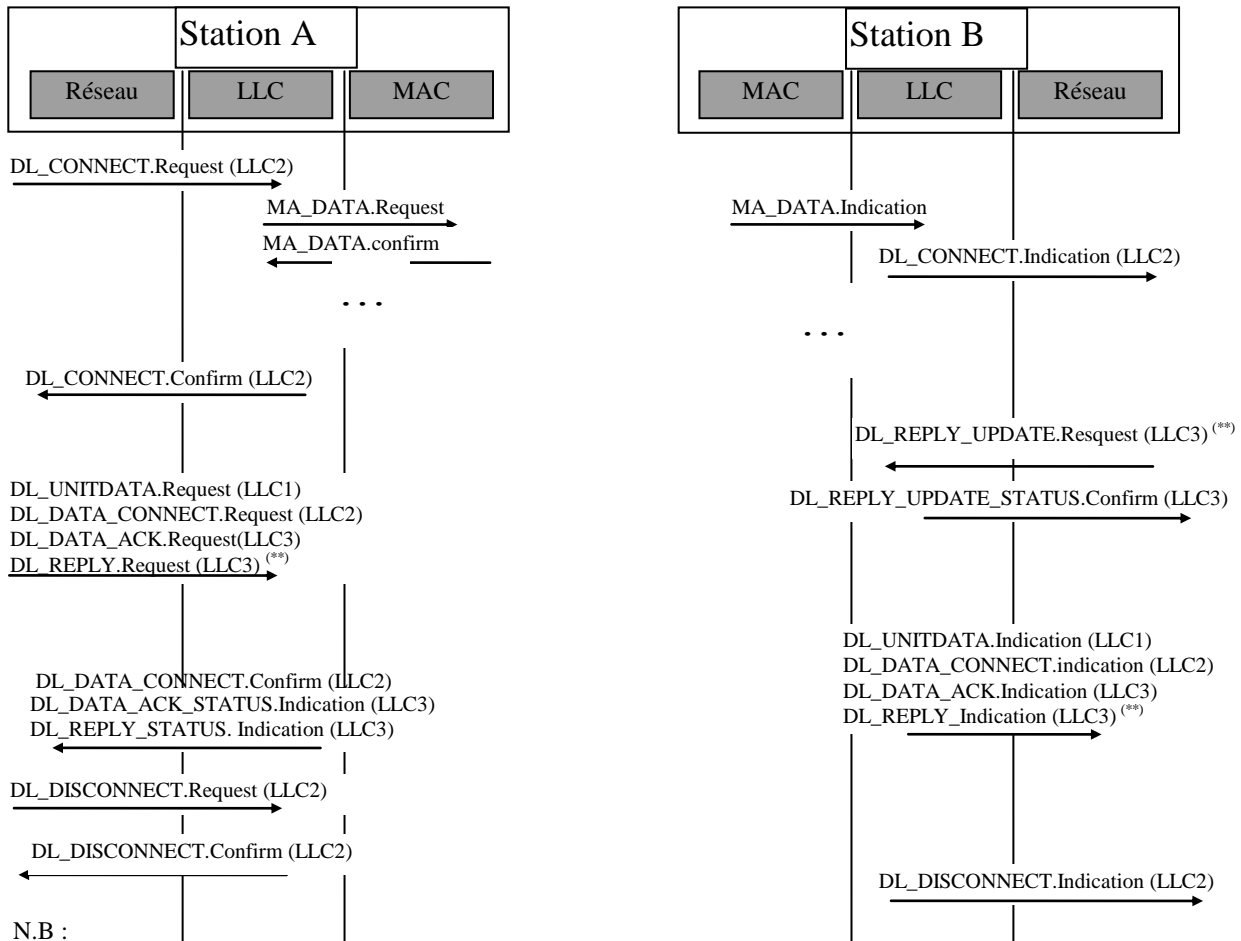 Station A
Réseau
LLC
MAC
DL_CONNECT.Request (LLC2)
MA_DATA.Request
MA_DATA.confirm
. . .
DL_CONNECT.Confirm (LLC2)
DL_UNITDATA.Request (LLC1)
DL_DATA_CONNECT.Request (LLC2)
DL_DATA_ACK.Request(LLC3)
DL_REPLY.Request (LLC3) (**)
DL_DATA_CONNECT.Confirm (LLC2)
DL_DATA_ACK_STATUS.Indication (LLC3)
DL_REPLY_STATUS. Indication (LLC3)
DL_DISCONNECT.Request (LLC2)
DL_DISCONNECT.Confirm (LLC2)
N.B :
Station B
MAC
LLC
Réseau
MA_DATA.Indication
DL_CONNECT.Indication (LLC2)
. . .
DL_REPLY_UPDATE.Resquest (LLC3) (**)
DL_REPLY_UPDATE_STATUS.Confirm (LLC3)
DL_UNITDATA.Indication (LLC1)
DL_DATA_CONNECT.indication (LLC2)
DL_DATA_ACK.Indication (LLC3)
DL_REPLY_Indication (LLC3) (**)
DL_DISCONNECT.Indication (LLC2)